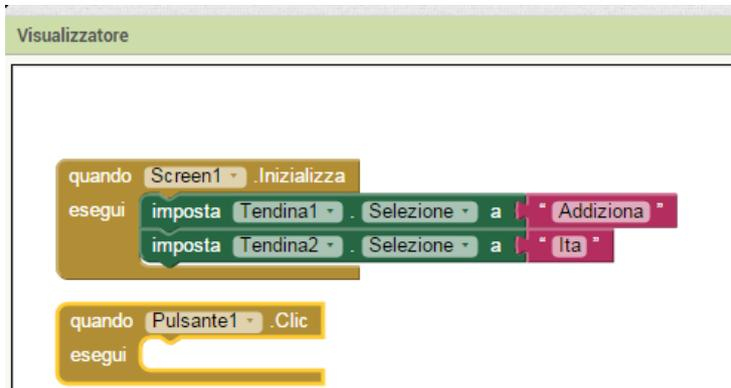 Visualizzatore
quando Screen1 .Inizializza
esegui imposta Tendina1 . Selezione a " Addiziona "
imposta Tendina2 . Selezione a " Ita "
quando Pulsante1 .Clic
esegui